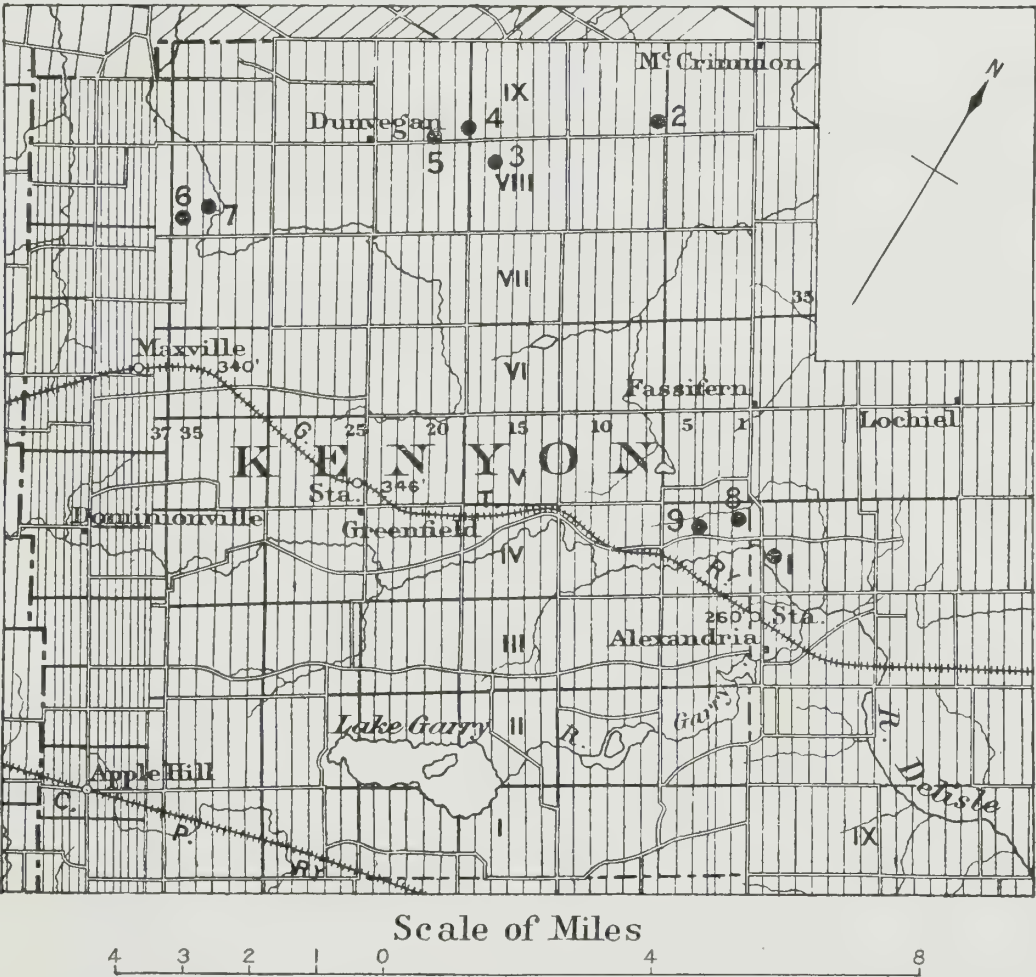 McCrimmon
N
IX
Dunvegan
4
2
5
3
VIII
6
7
VII
35
Maxville
340'
VI
Fassifern
Lochiel
37 35 25 20 15 10 5 1
G.
KENYON
V
Sta.
346'
T.
Dominionville
Greenfield
8
9
IV
1
RY
260
Sta.
Alexandria
III
Lake Garry
II
R.
Garry
R.
Delisle
Apple Hill
C.
P.
RY
I
IX
Scale of Miles
4 3 2 1 0 4 8